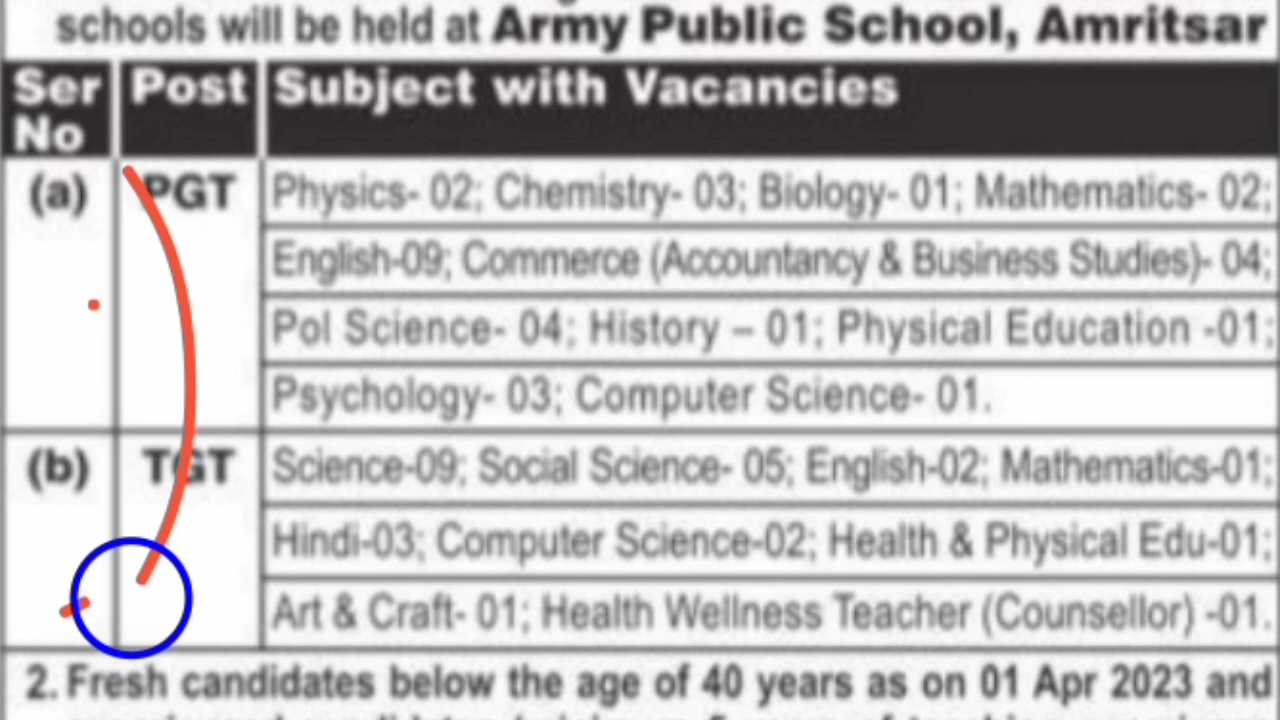 schools will be held at Army Public School, Amritsar
Ser No Post Subject with Vacancies
(a) PGT Physics- 02; Chemistry- 03; Biology- 01; Mathematics- 02;
English-09; Commerce (Accountancy & Business Studies)- 04;
Pol Science- 04; History – 01; Physical Education -01;
Psychology- 03; Computer Science- 01.
(b) TGT Science-09; Social Science- 05; English-02; Mathematics-01;
Hindi-03; Computer Science-02; Health & Physical Edu-01;
Art & Craft- 01; Health Wellness Teacher (Counsellor) -01.
2. Fresh candidates below the age of 40 years as on 01 Apr 2023 and